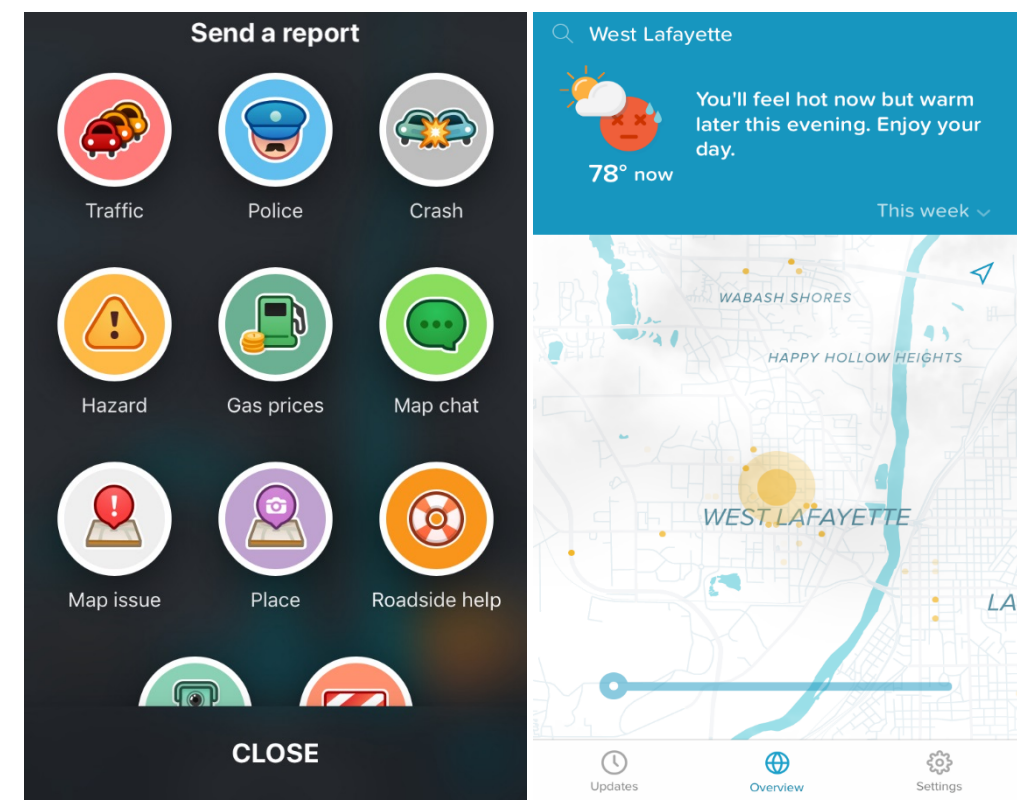 Send a report
Traffic
Police
Crash
Hazard
Gas prices
Map chat
Map issue
Place
Roadside help
CLOSE
West Lafayette
You'll feel hot now but warm
later this evening. Enjoy your
day.
78° now
This week
WABASH SHORES
HAPPY HOLLOW HEIGHTS
WEST LAFAYETTE
LA
Updates
Overview
Settings